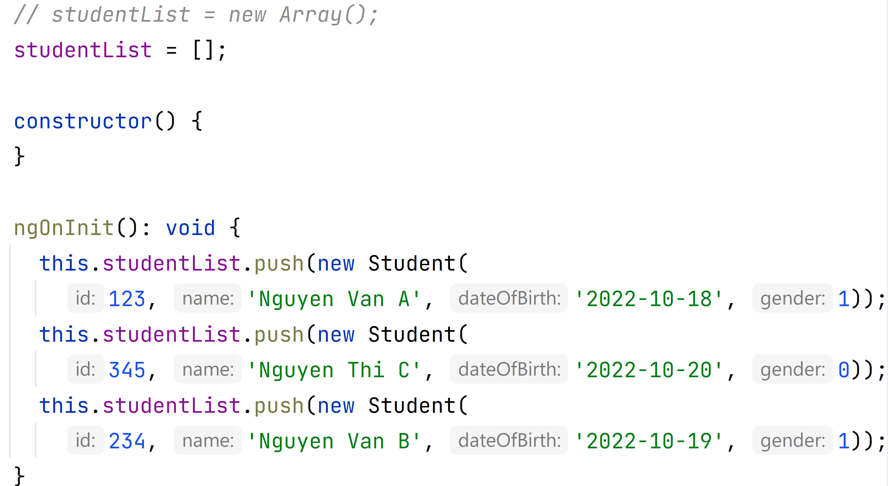 // studentList = new Array();
studentList = [];
constructor() {
}
ngOnInit(): void {
this.studentList.push(new Student(
id: 123, name: 'Nguyen Van A', dateOfBirth: '2022-10-18', gender: 1));
this.studentList.push(new Student(
id: 345, name: 'Nguyen Thi C', dateOfBirth: '2022-10-20', gender: 0));
this.studentList.push(new Student(
id: 234, name: 'Nguyen Van B', dateOfBirth: '2022-10-19', gender: 1));
}